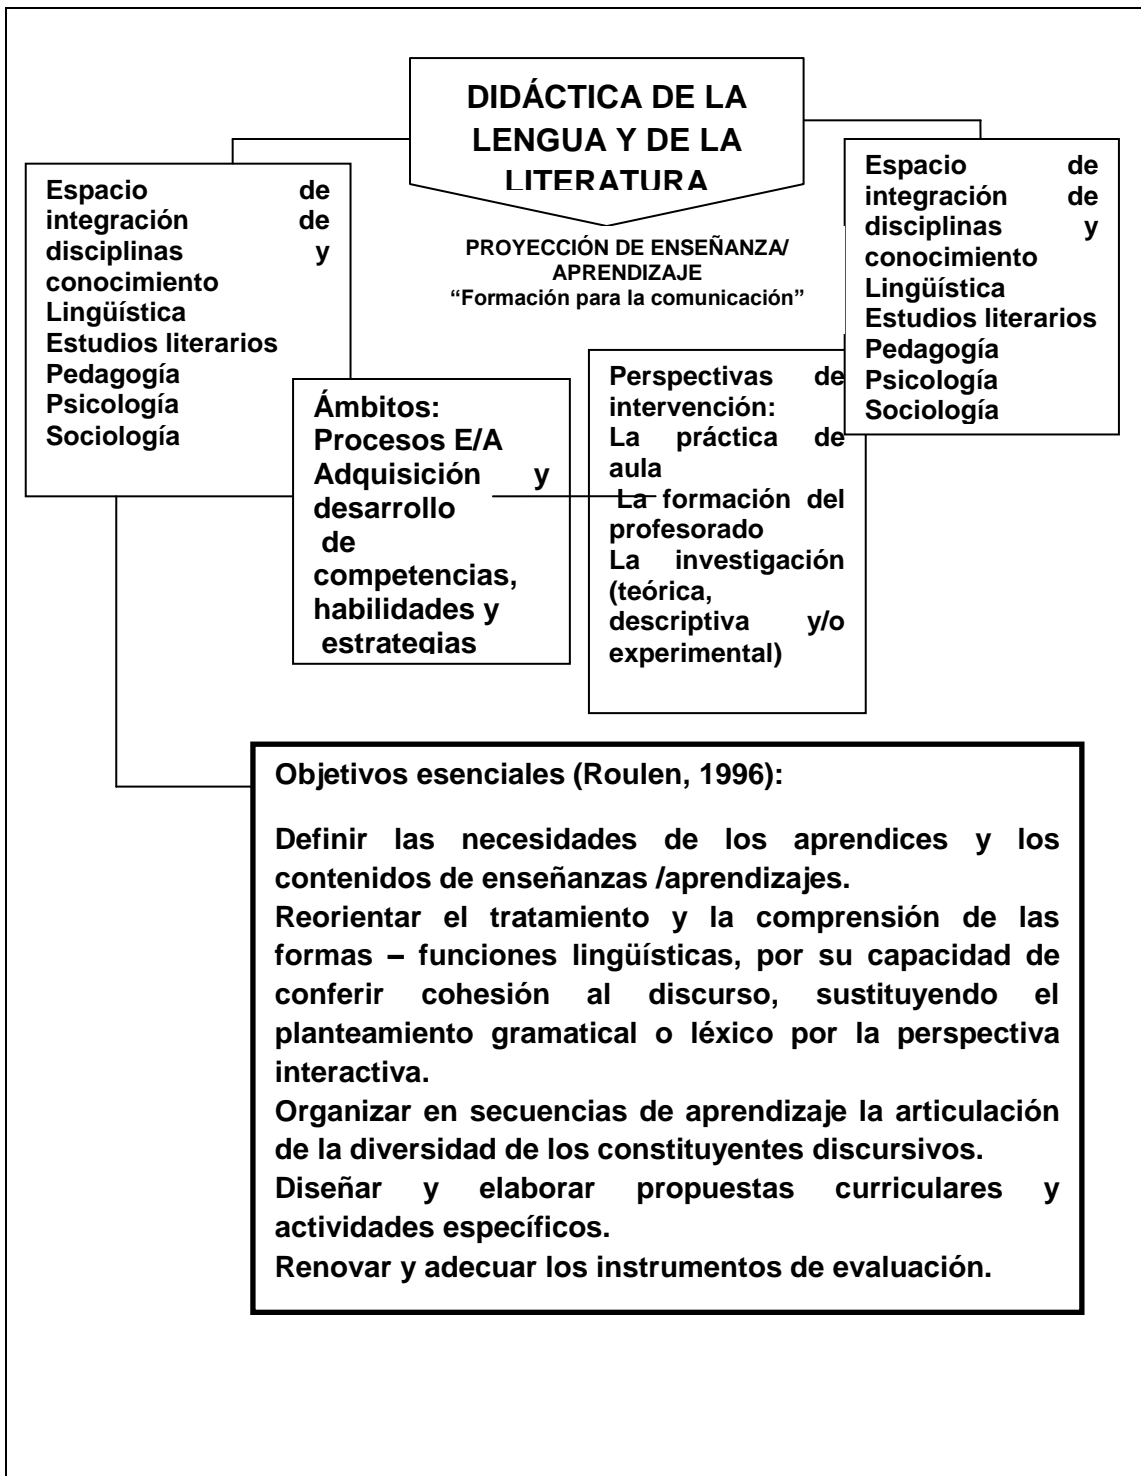 DIDÁCTICA DE LA
LENGUA Y DE LA
LITERATURA
Espacio de
integración de
disciplinas y
conocimiento
Lingüística
Estudios literarios
Pedagogía
Psicología
Sociología
PROYECCIÓN DE ENSEÑANZA/
APRENDIZAJE
“Formación para la comunicación”
Espacio de
integración de
disciplinas y
conocimiento
Lingüística
Estudios literarios
Pedagogía
Psicología
Sociología
Ámbitos:
Procesos E/A
Adquisición y
desarrollo
de
competencias,
habilidades y
estrategias
Perspectivas de
intervención:
La práctica de
aula
La formación del
profesorado
La investigación
(teórica,
descriptiva y/o
experimental)
Objetivos esenciales (Roulen, 1996):
Definir las necesidades de los aprendices y los
contenidos de enseñanzas /aprendizajes.
Reorientar el tratamiento y la comprensión de las
formas – funciones lingüísticas, por su capacidad de
conferir cohesión al discurso, sustituyendo el
planteamiento gramatical o léxico por la perspectiva
interactiva.
Organizar en secuencias de aprendizaje la articulación
de la diversidad de los constituyentes discursivos.
Diseñar y elaborar propuestas curriculares y
actividades específicos.
Renovar y adecuar los instrumentos de evaluación.